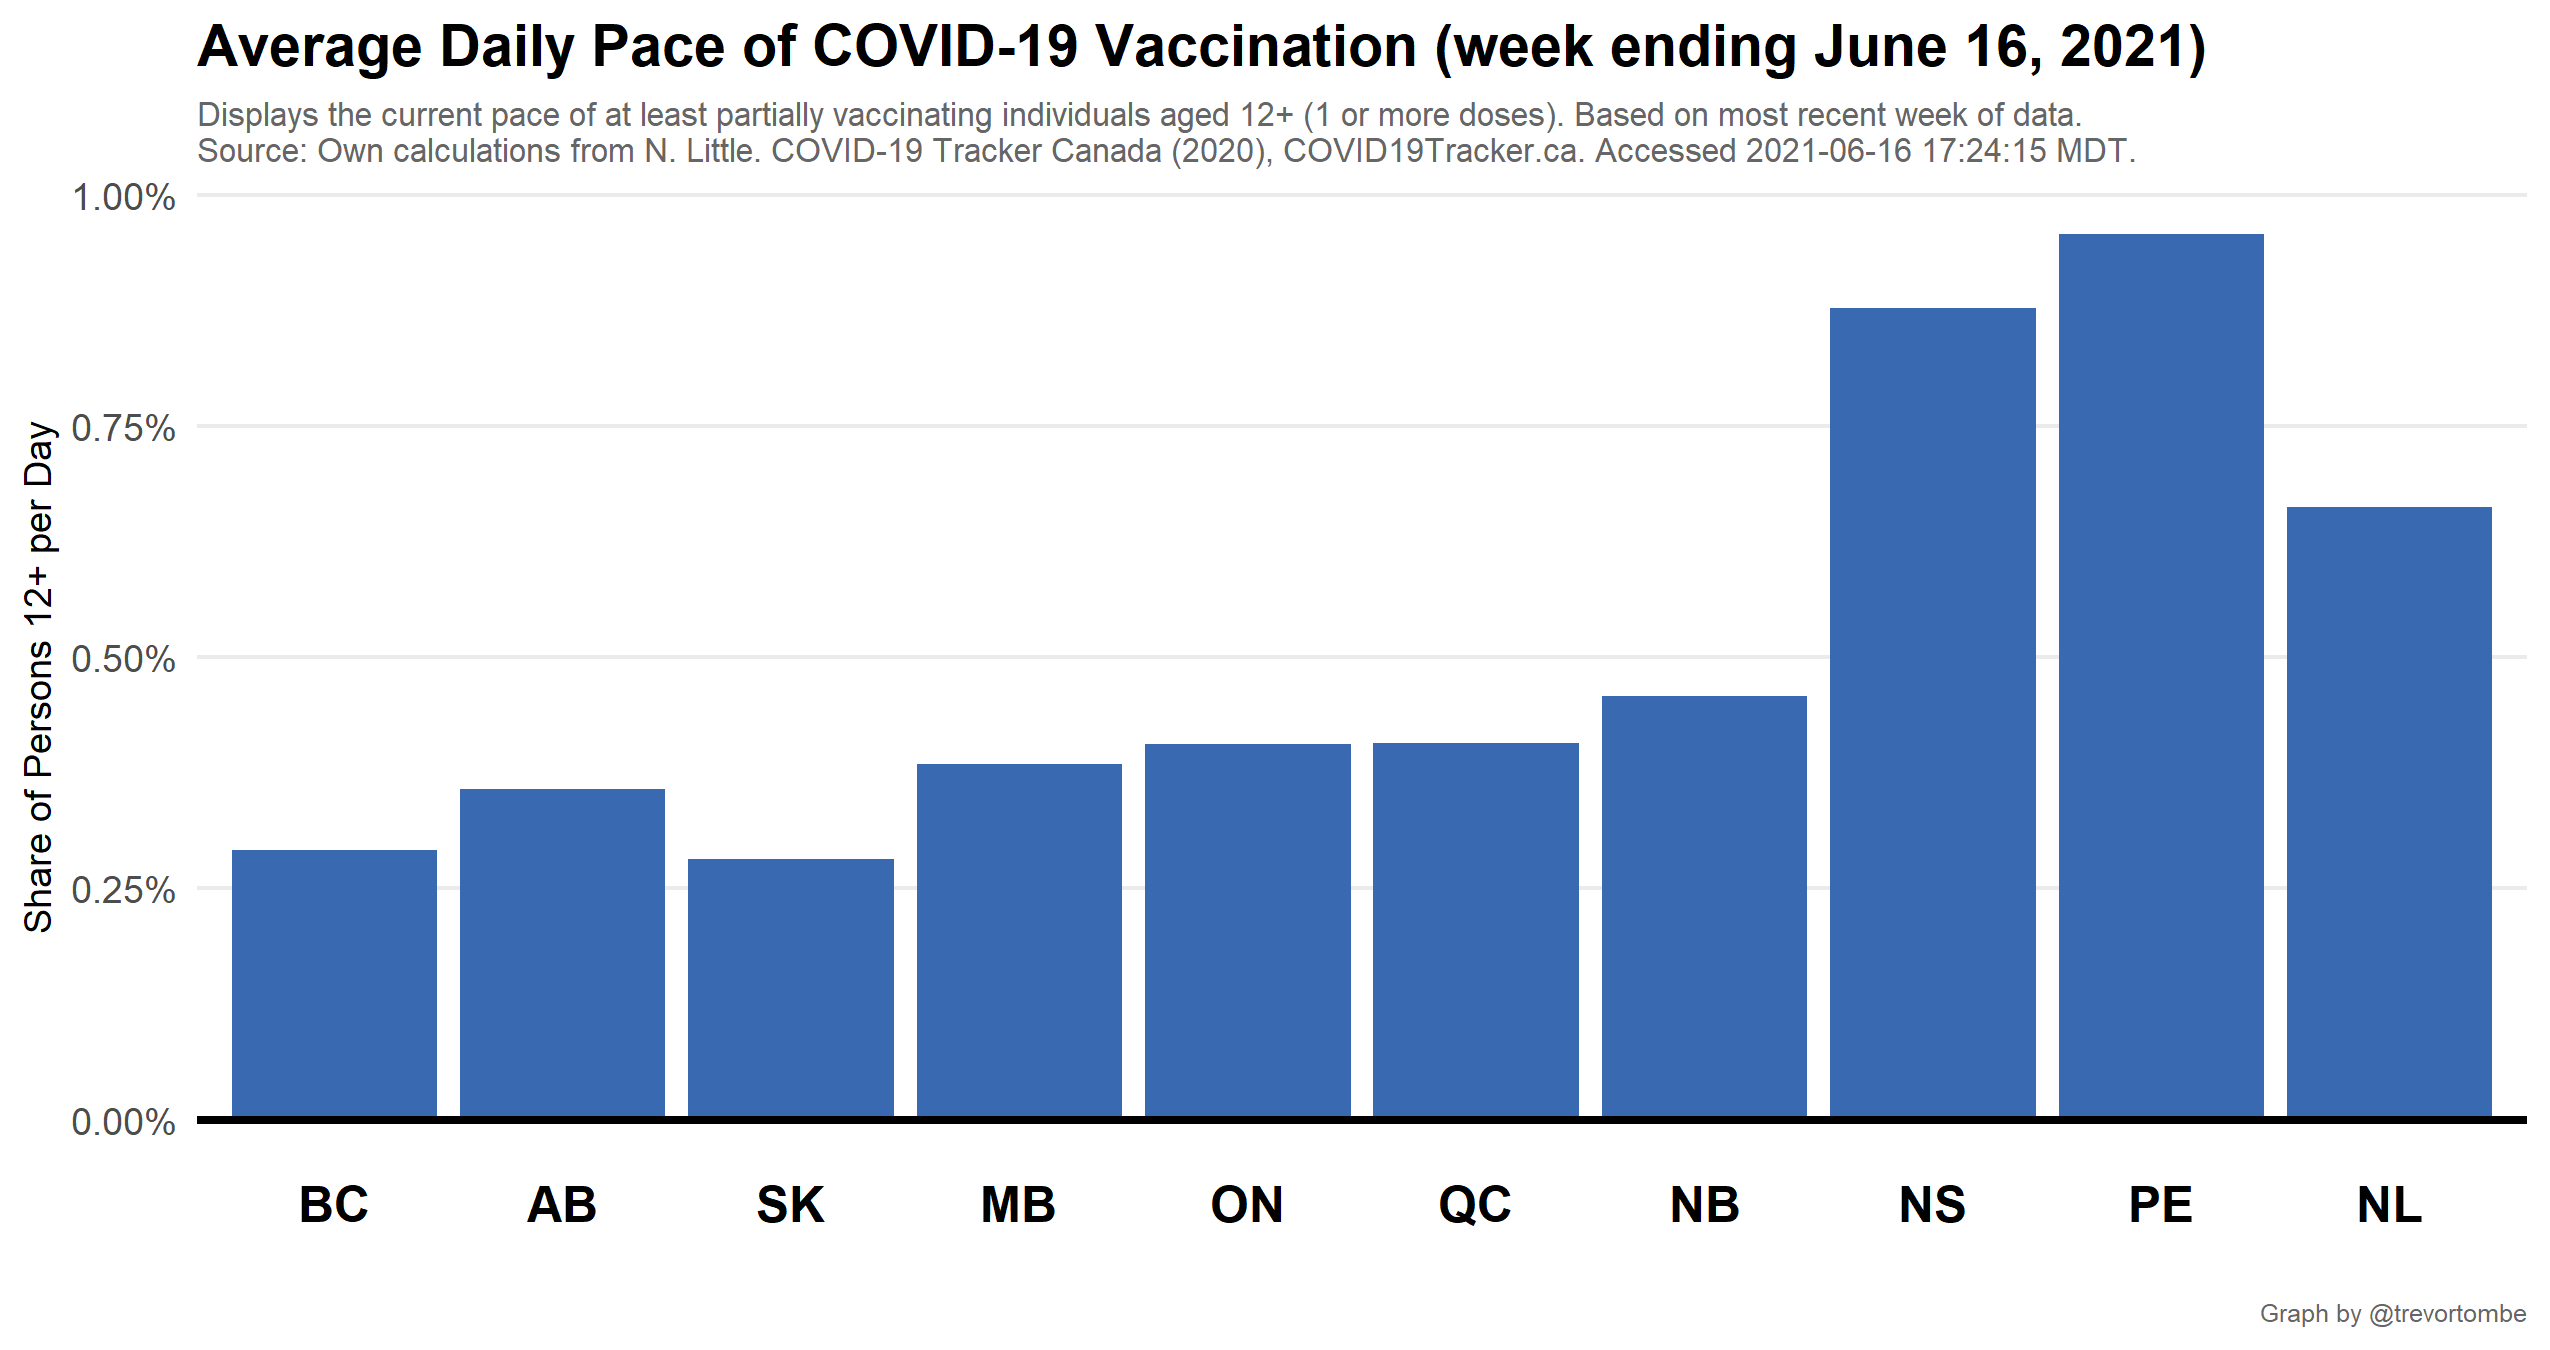 Average Daily Pace of COVID-19 Vaccination (week ending June 16, 2021)
Displays the current pace of at least partially vaccinating individuals aged 12+ (1 or more doses). Based on most recent week of data.
Source: Own calculations from N. Little. COVID-19 Tracker Canada (2020), COVID19Tracker.ca. Accessed 2021-06-16 17:24:15 MDT.
Share of Persons 12+ per Day
1.00%
0.75%
0.50%
0.25%
0.00%
BC AB SK MB ON QC NB NS PE NL
Graph by @trevortombe